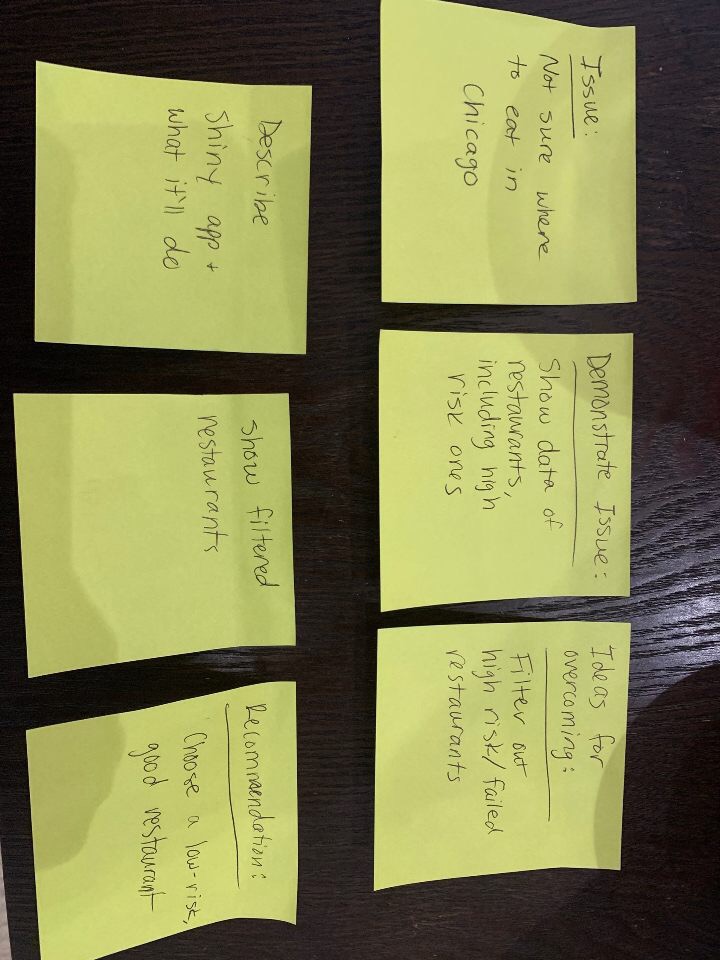 Issue:
Not sure where
to eat in
Chicago
Demonstrate Issue:
Show data of
restaurants,
including high
risk ones
Ideas for
overcoming:
Filter out
high risk/failed
restaurants
Describe
Shiny app +
what it'll do
show filtered
restaurants
Recommendation:
Choose a low-risk,
good restaurant